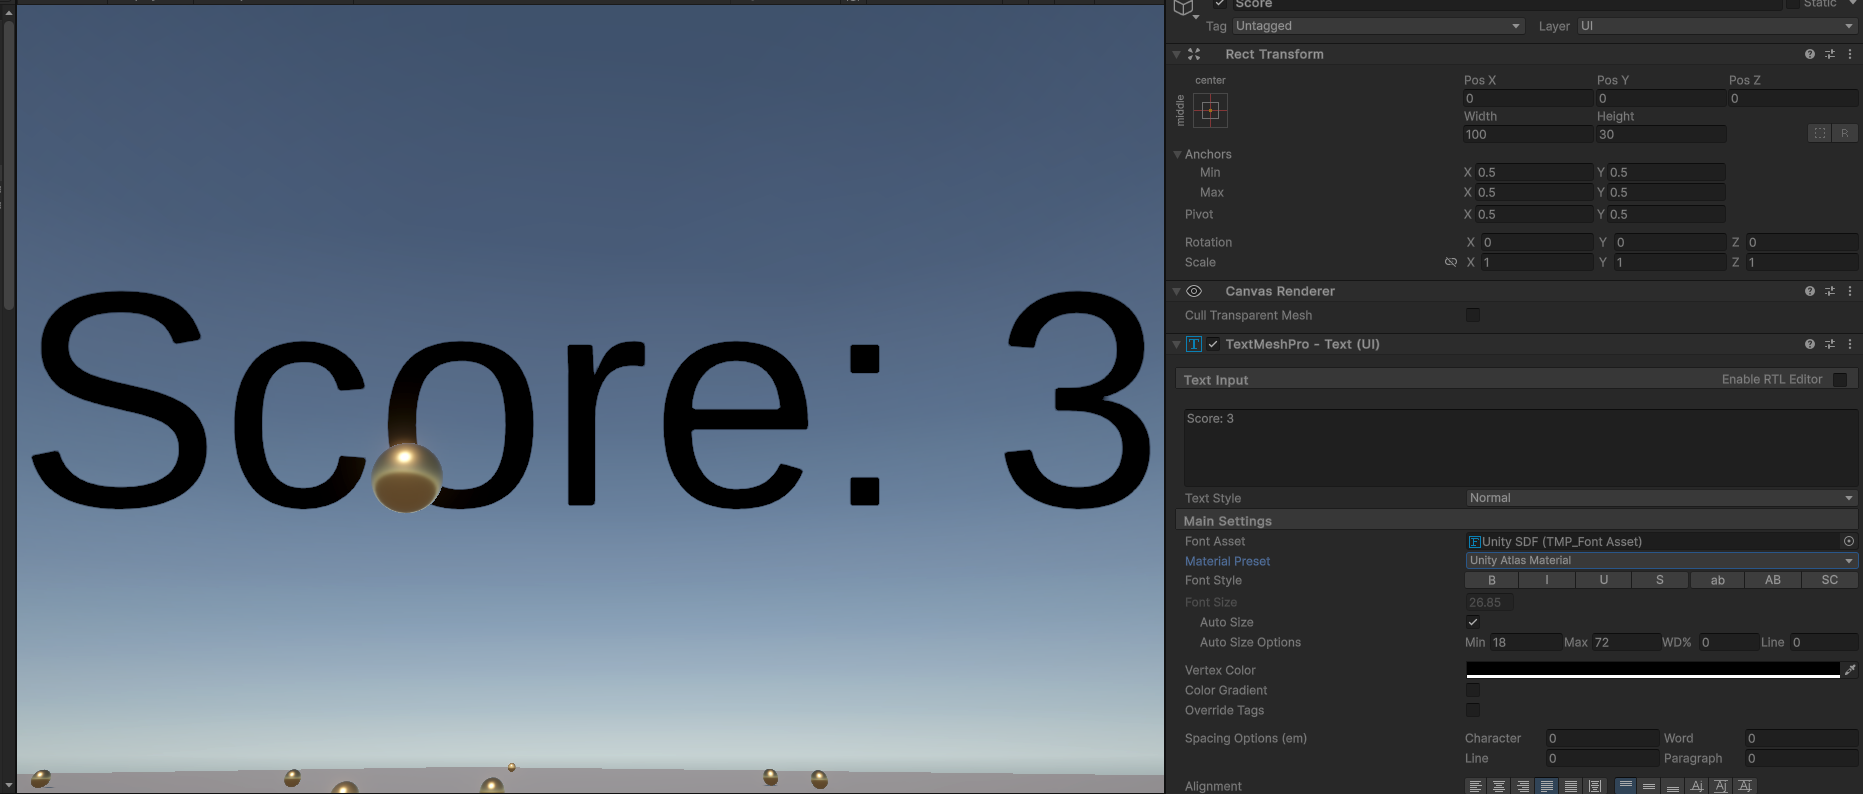 Score
Static
Tag Untagged Layer UI
Rect Transform
center
middle
Pos X Pos Y Pos Z
0 0 0
Width Height
100 30
R
Anchors
Min X 0.5 Y 0.5
Max X 0.5 Y 0.5
Pivot X 0.5 Y 0.5
Rotation X 0 Y 0 Z 0
Scale X 1 Y 1 Z 1
Canvas Renderer
Cull Transparent Mesh
TextMeshPro - Text (UI)
Text Input Enable RTL Editor
Score: 3
Text Style Normal
Main Settings
Font Asset Unity SDF (TMP_Font Asset)
Material Preset Unity Atlas Material
Font Style B I U S ab AB SC
Font Size 26.85
Auto Size
Auto Size Options Min 18 Max 72 WD% 0 Line 0
Vertex Color
Color Gradient
Override Tags
Spacing Options (em) Character 0 Word 0
Line 0 Paragraph 0
Alignment
Score: 3